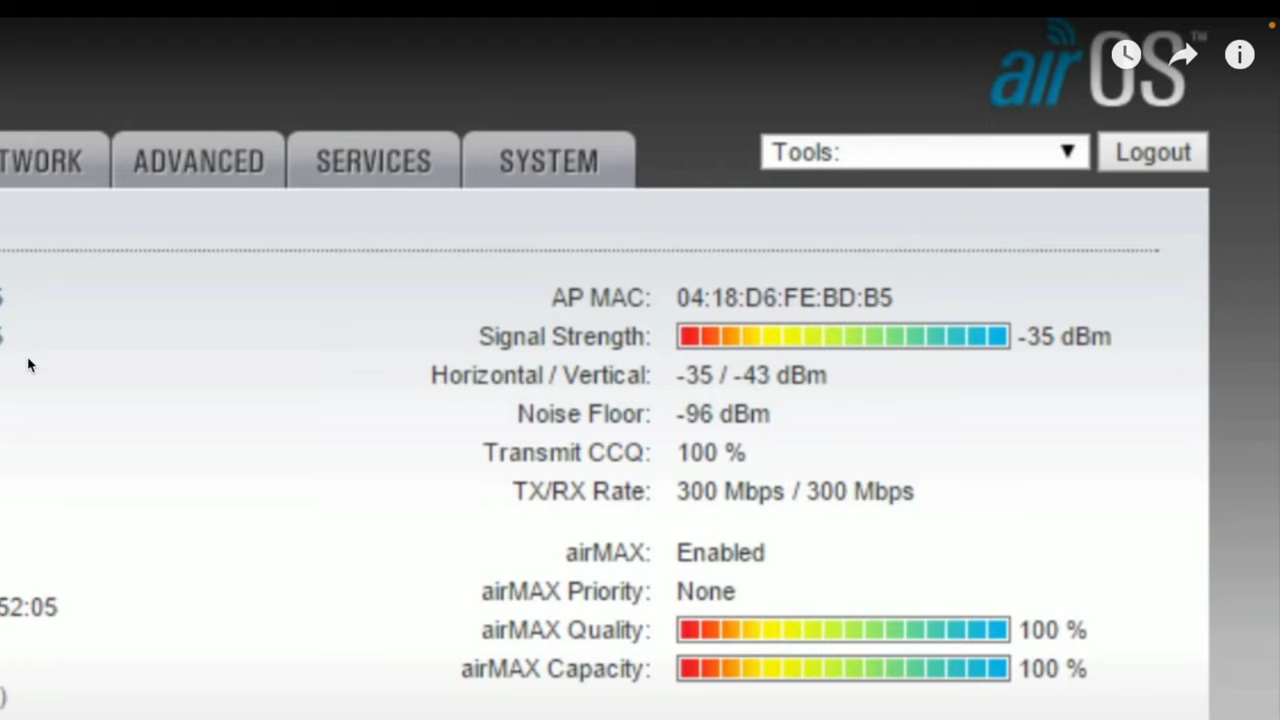 air OS™
ADVANCED SERVICES SYSTEM Tools: Logout
AP MAC: 04:18:D6:FE:BD:B5
Signal Strength: -35 dBm
Horizontal / Vertical: -35 / -43 dBm
Noise Floor: -96 dBm
Transmit CCQ: 100 %
TX/RX Rate: 300 Mbps / 300 Mbps
airMAX: Enabled
airMAX Priority: None
52:05
airMAX Quality: 100 %
airMAX Capacity: 100 %
)